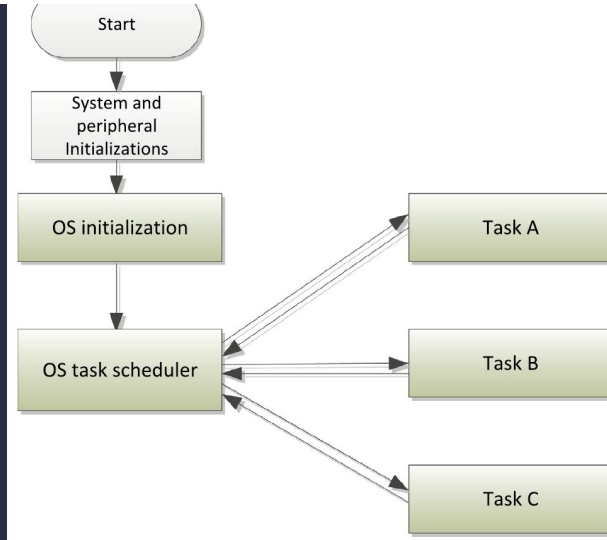 Start
System and
peripheral
Initializations
OS initialization
Task A
OS task scheduler
Task B
Task C